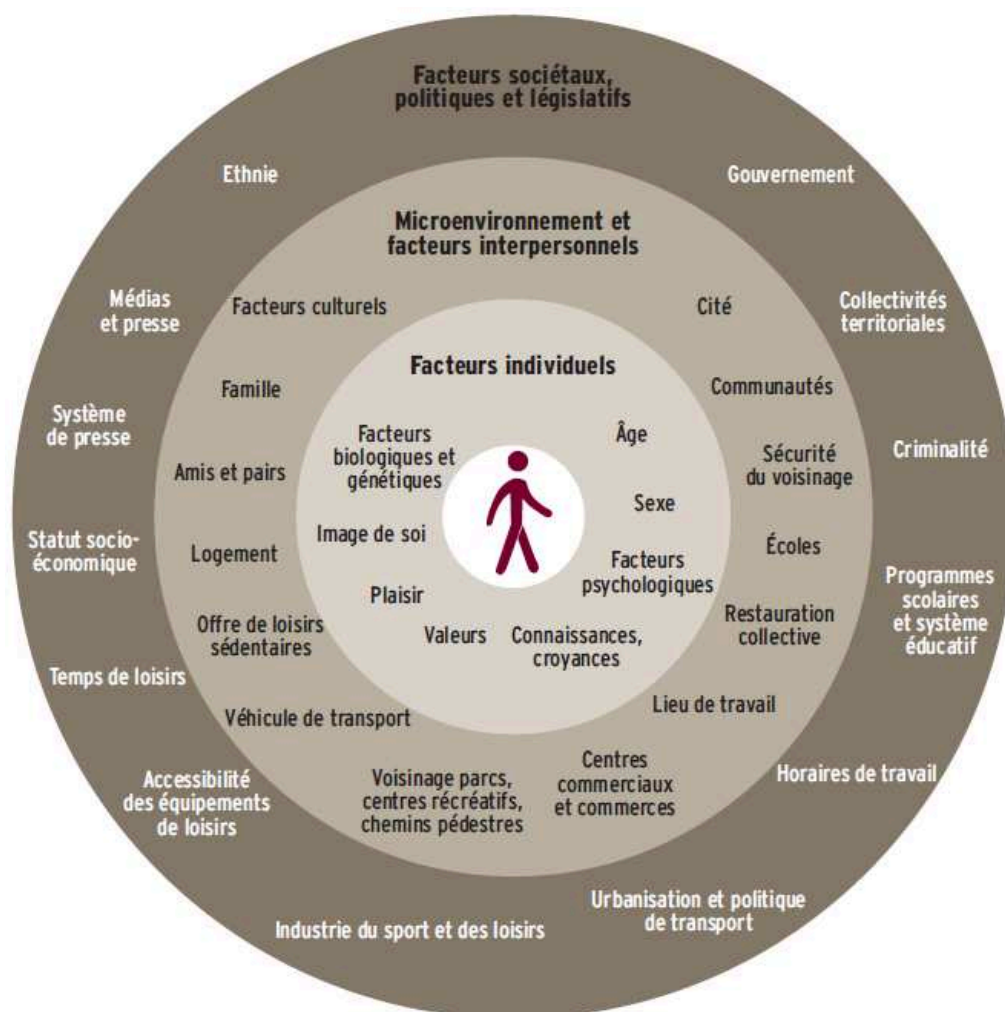 Facteurs sociétaux,
politiques et législatifs
Ethnie
Gouvernement
Médias
et presse
Collectivités
territoriales
Système
de presse
Criminalité
Statut socio-
économique
Programmes
scolaires
et système
éducatif
Temps de loisirs
Horaires de travail
Accessibilité
des équipements
de loisirs
Urbanisation et politique
de transport
Industrie du sport et des loisirs
Microenvironnement et
facteurs interpersonnels
Facteurs culturels
Cité
Famille
Communautés
Amis et pairs
Sécurité
du voisinage
Logement
Écoles
Offre de loisirs
sédentaires
Restauration
collective
Véhicule de transport
Lieu de travail
Voisinage parcs,
centres récréatifs,
chemins pédestres
Centres
commerciaux
et commerces
Facteurs individuels
Facteurs
biologiques et
génétiques
Âge
Image de soi
Sexe
Plaisir
Facteurs
psychologiques
Valeurs
Connaissances,
croyances